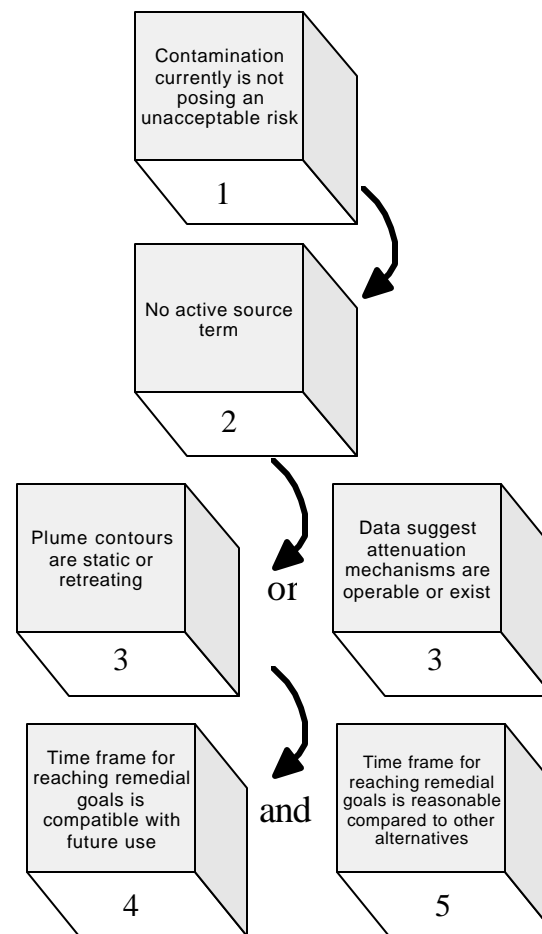 Contamination
currently is not
posing an
unacceptable risk
1
No active source
term
2
Plume contours
are static or
retreating
3
or
Data suggest
attenuation
mechanisms are
operable or exist
3
Time frame for
reaching remedial
goals is
compatible with
future use
4
and
Time frame for
reaching remedial
goals is reasonable
compared to other
alternatives
5